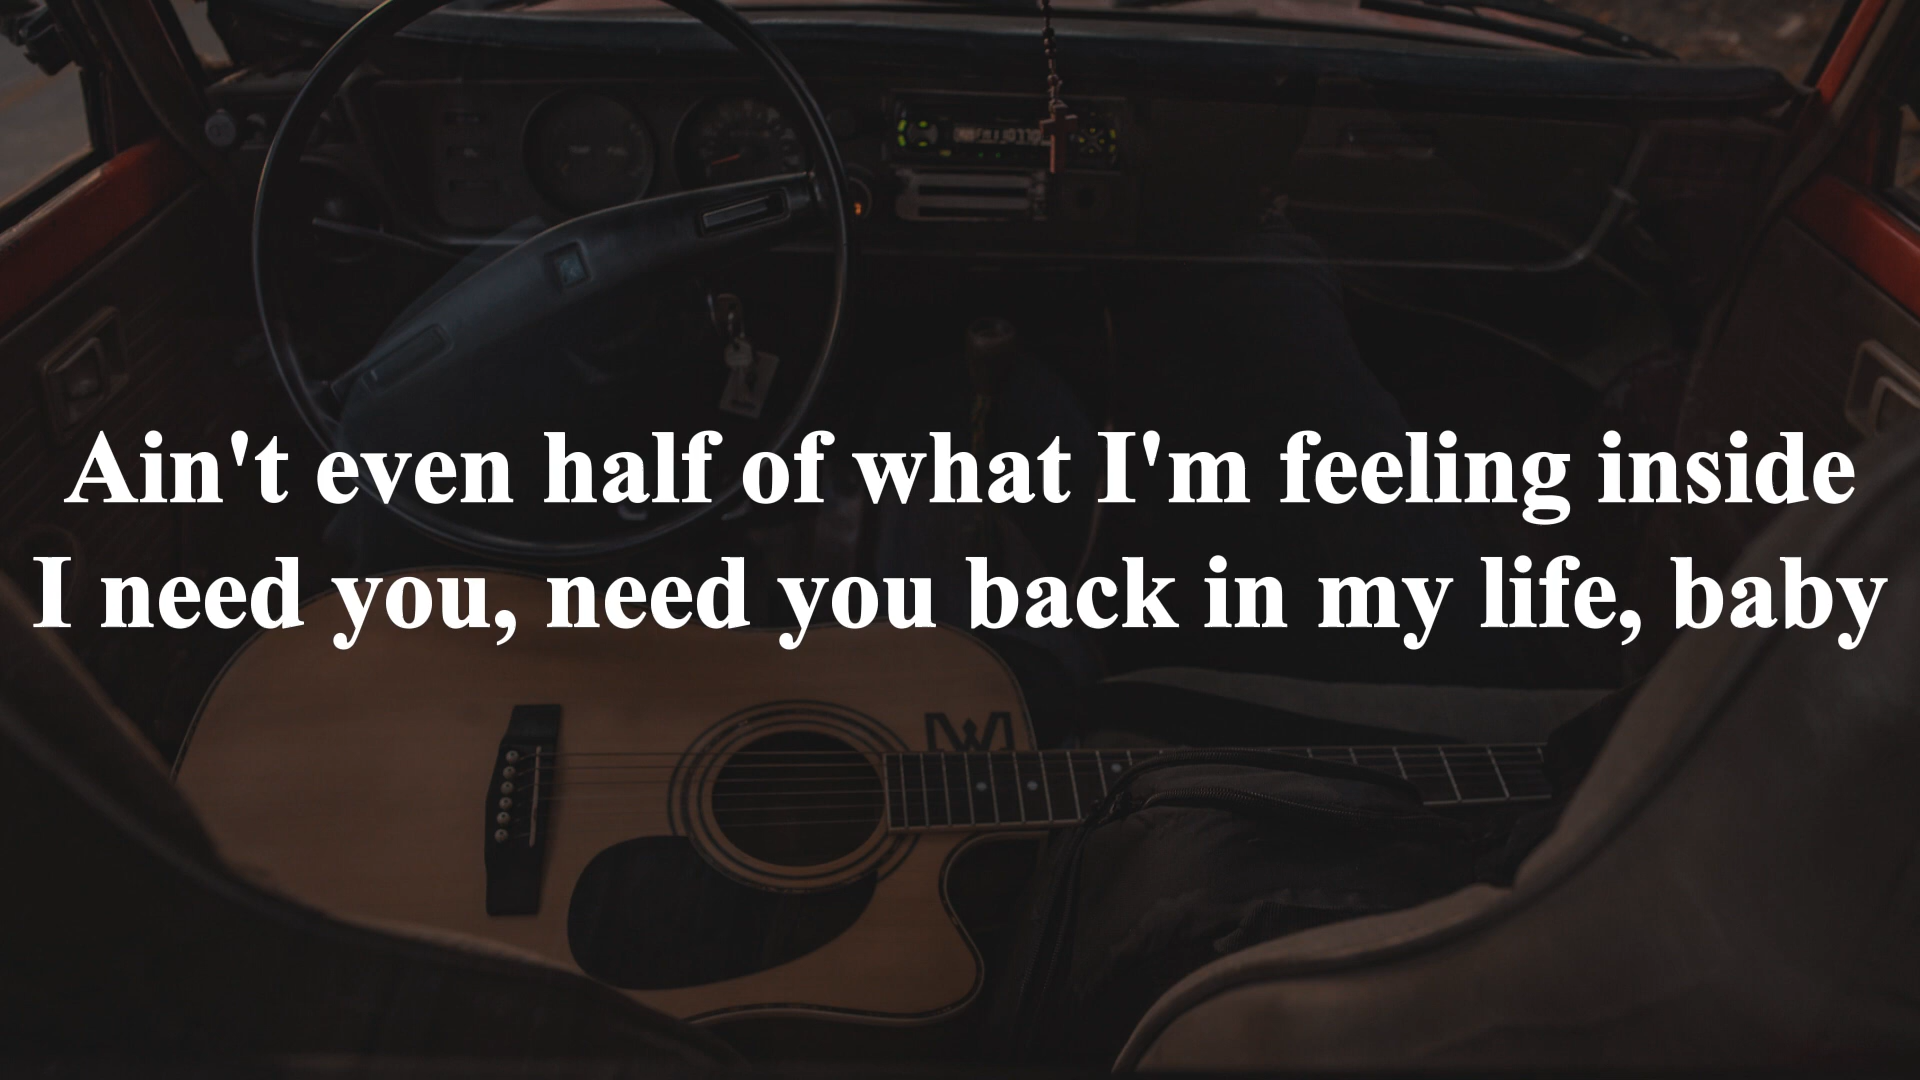 Ain't even half of what I'm feeling inside
I need you, need you back in my life, baby